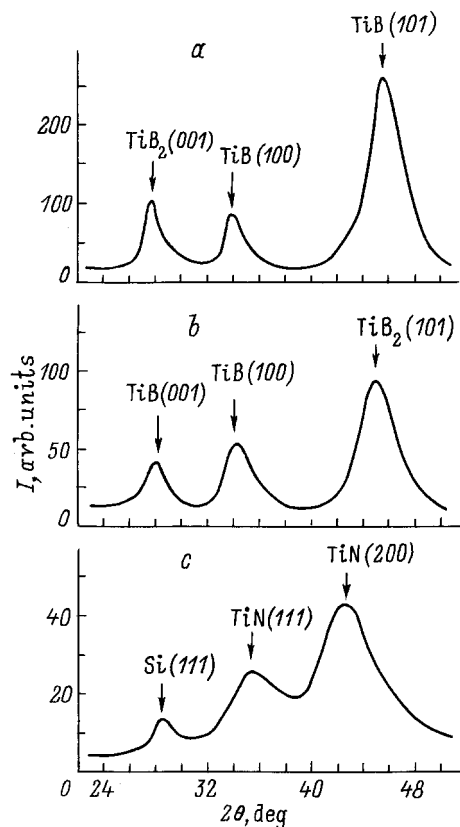 a
TiB (101)
TiB₂(001)
TiB(100)
200
100
0
b
TiB₂(101)
TiB(001)
TiB(100)
100
50
0
I, arb.units
c
TiN(200)
TiN(111)
Si(111)
40
20
0
24 32 40 48
2θ, deg